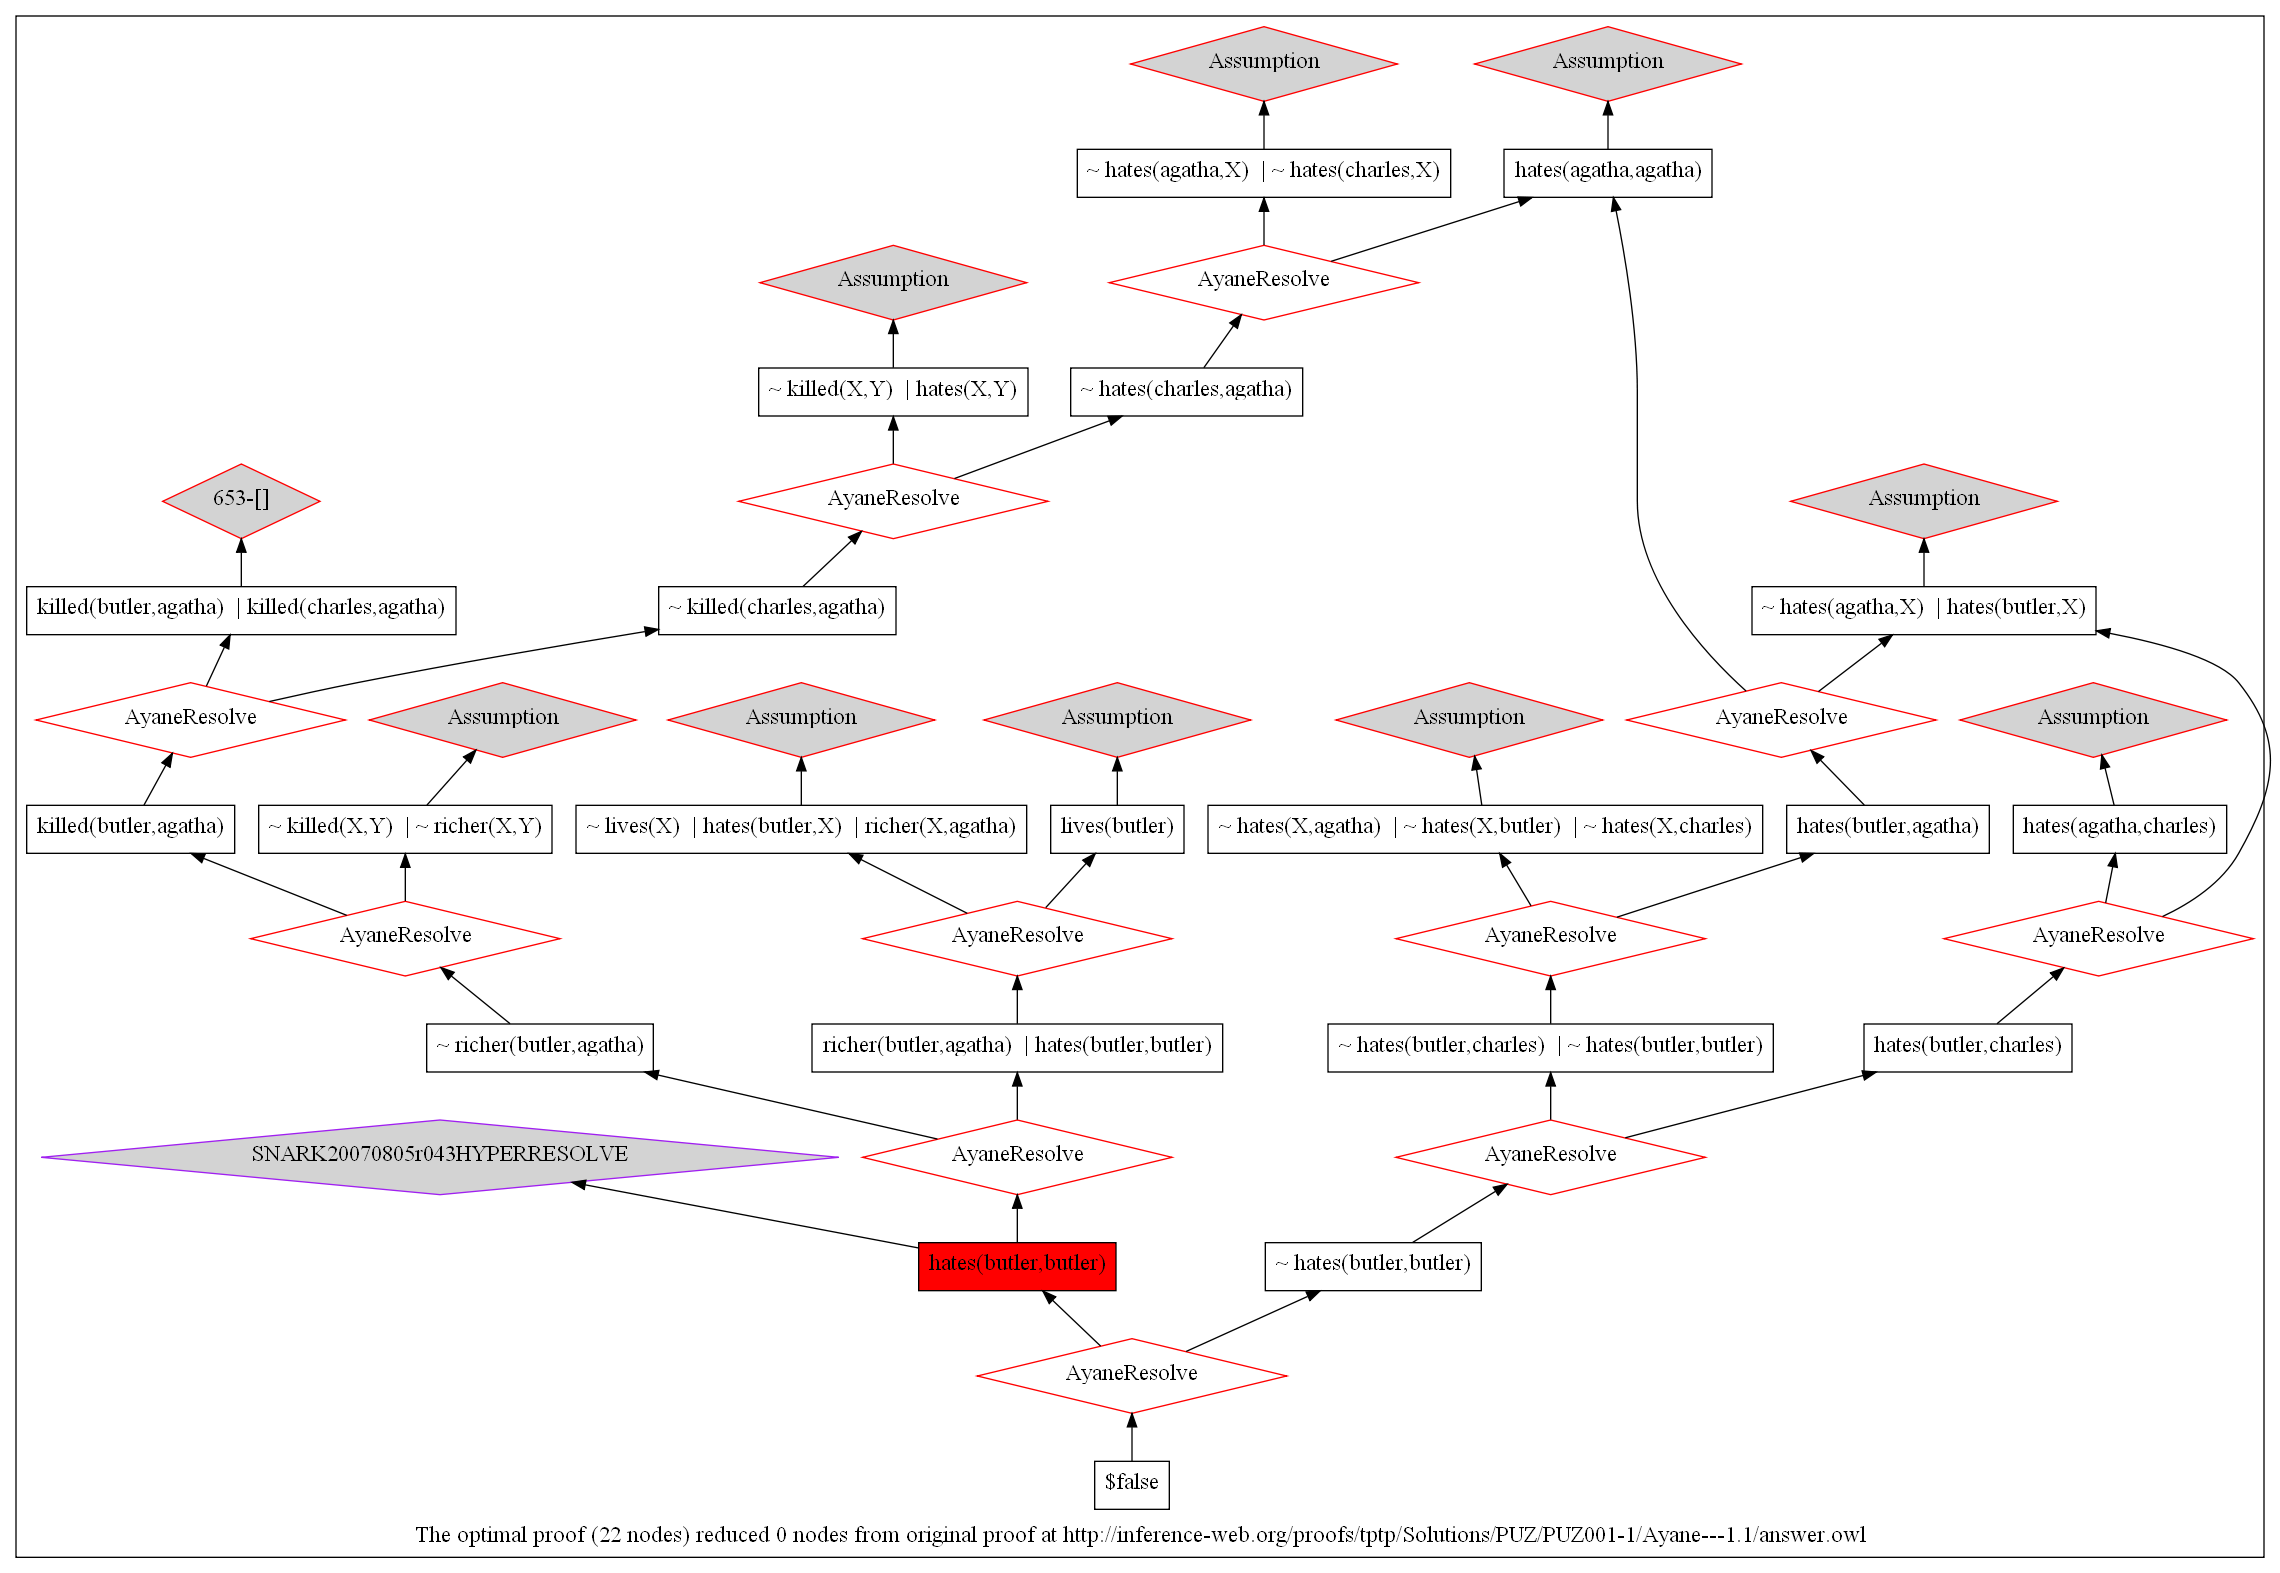 Assumption
Assumption
~ hates(agatha,X) | ~ hates(charles,X)
hates(agatha,agatha)
Assumption
AyaneResolve
~ killed(X,Y) | hates(X,Y)
~ hates(charles,agatha)
653-[]
AyaneResolve
Assumption
killed(butler,agatha) | killed(charles,agatha)
~ killed(charles,agatha)
~ hates(agatha,X) | hates(butler,X)
AyaneResolve
Assumption
Assumption
Assumption
Assumption
AyaneResolve
Assumption
killed(butler,agatha)
~ killed(X,Y) | ~ richer(X,Y)
~ lives(X) | hates(butler,X) | richer(X,agatha)
lives(butler)
~ hates(X,agatha) | ~ hates(X,butler) | ~ hates(X,charles)
hates(butler,agatha)
hates(agatha,charles)
AyaneResolve
AyaneResolve
AyaneResolve
AyaneResolve
~ richer(butler,agatha)
richer(butler,agatha) | hates(butler,butler)
~ hates(butler,charles) | ~ hates(butler,butler)
hates(butler,charles)
SNARK20070805r043HYPERRESOLVE
AyaneResolve
AyaneResolve
hates(butler,butler)
~ hates(butler,butler)
AyaneResolve
$false
The optimal proof (22 nodes) reduced 0 nodes from original proof at http://inference-web.org/proofs/tptp/Solutions/PUZ/PUZ001-1/Ayane---1.1/answer.owl